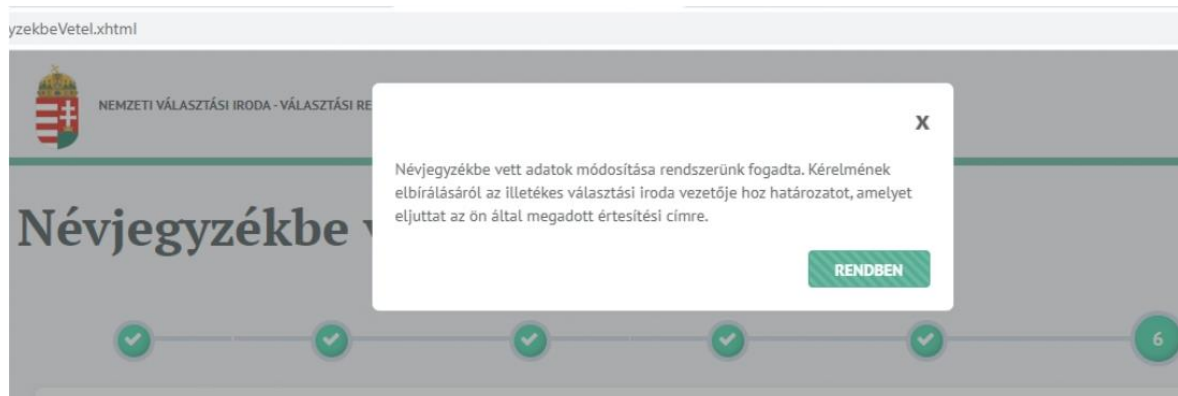 yzekbeVetel.xhtml
NEMZETI VÁLASZTÁSI IRODA - VÁLASZTÁSI RE
X
Névjegyzékbe vett adatok módosítása rendszerünk fogadta. Kérelmének
elbírálásáról az illetékes választási iroda vezetője hoz határozatot, amelyet
eljuttat az ön által megadott értesítési címre.
Névjegyzékbe
RENDBEN
6